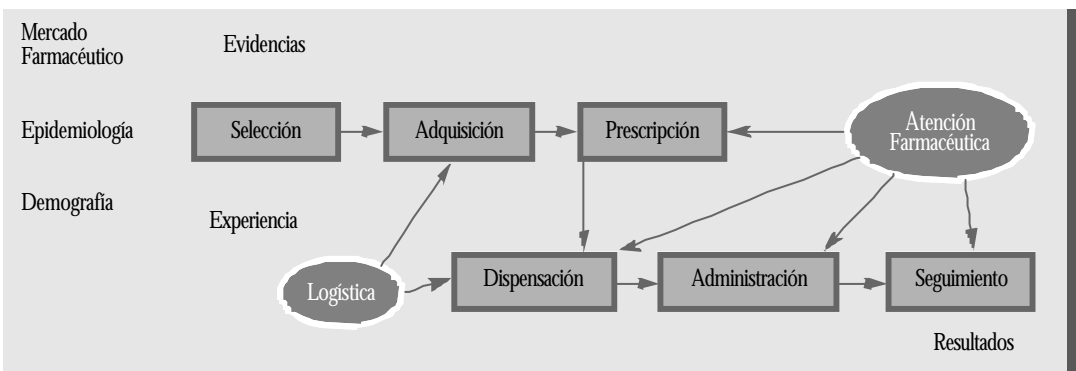 Mercado
Farmacéutico
Evidencias
Epidemiología
Selección
Adquisición
Prescripción
Atención
Farmacéutica
Demografía
Experiencia
Logística
Dispensación
Administración
Seguimiento
Resultados